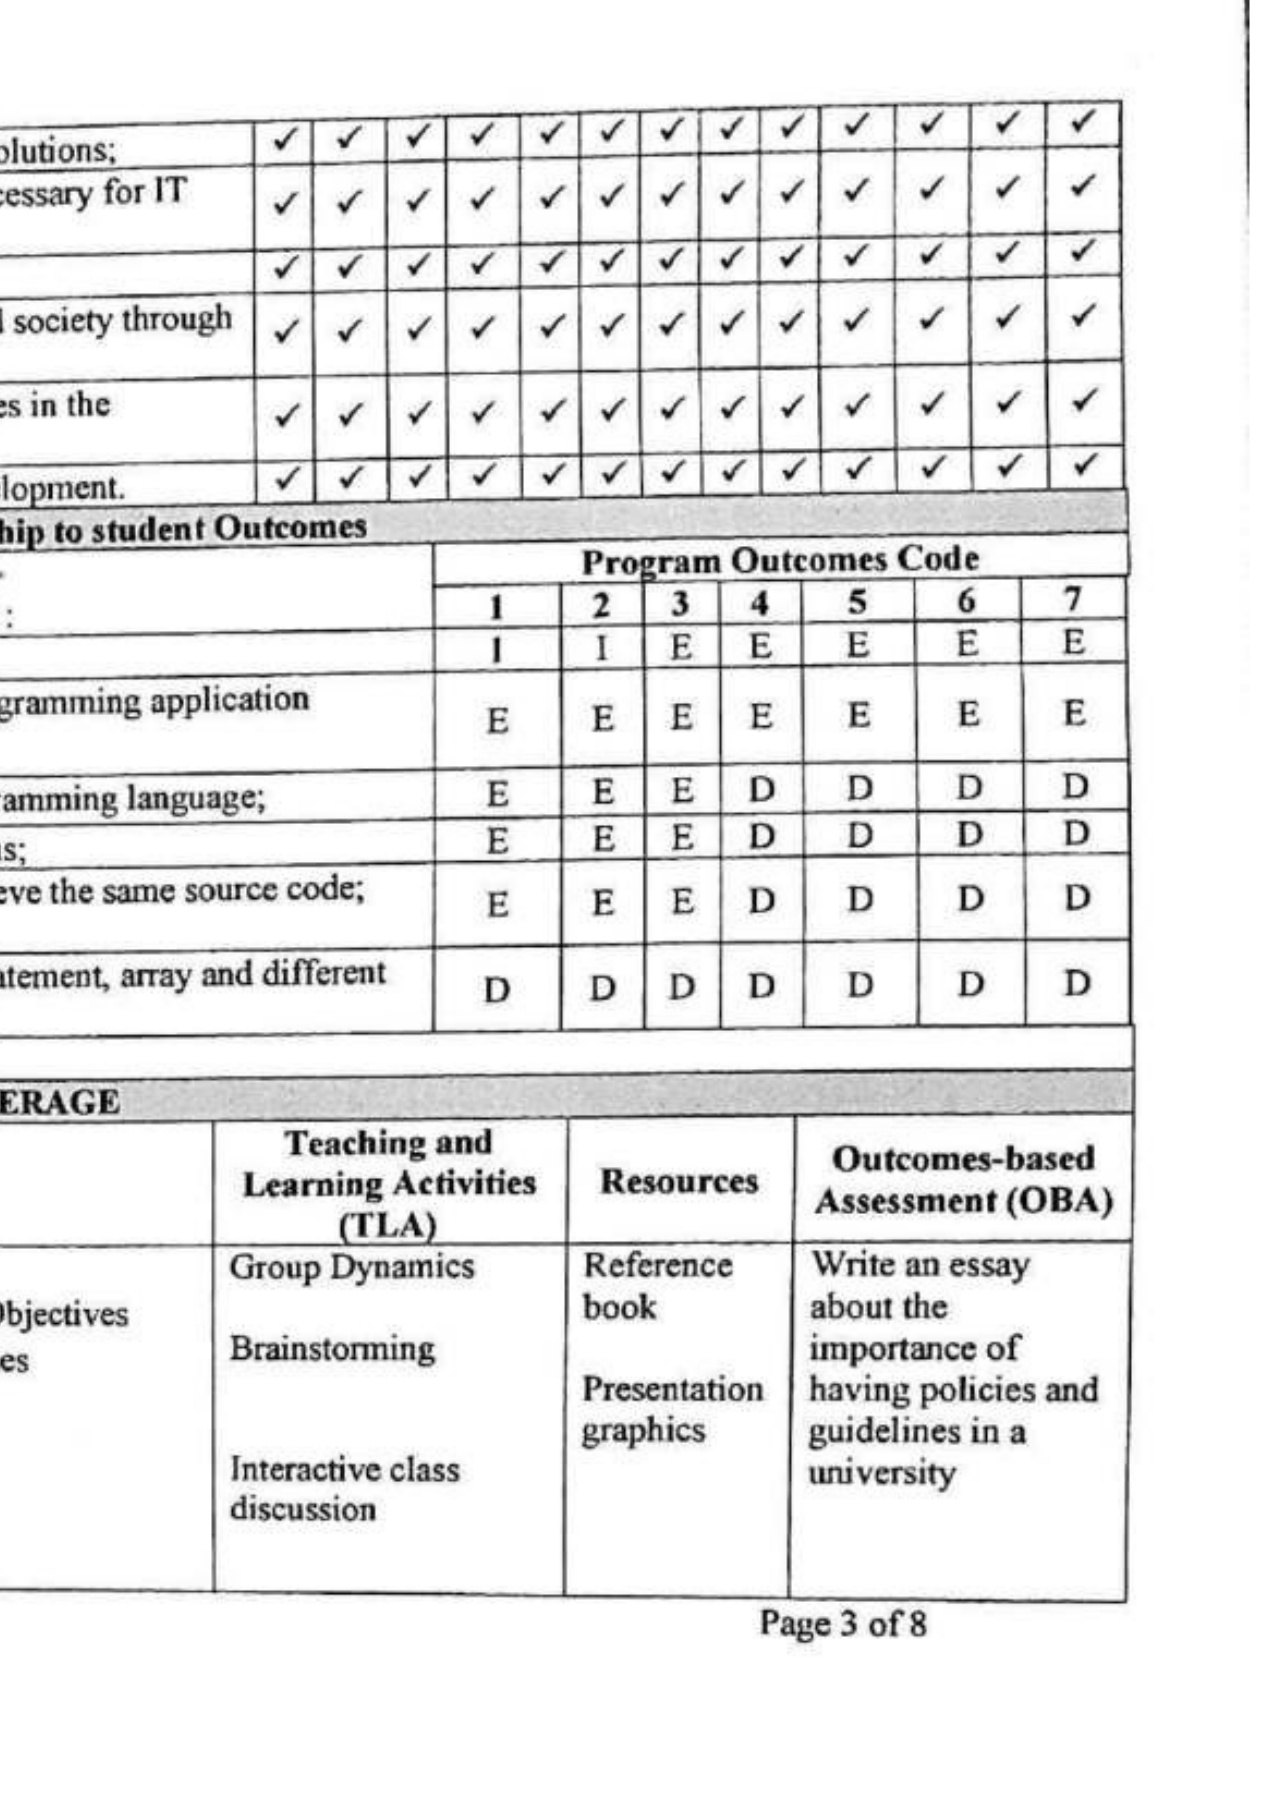 olutions; ✓ ✓ ✓ ✓ ✓ ✓ ✓ ✓ ✓ ✓ ✓ ✓ ✓
cessary for IT ✓ ✓ ✓ ✓ ✓ ✓ ✓ ✓ ✓ ✓ ✓ ✓ ✓
✓ ✓ ✓ ✓ ✓ ✓ ✓ ✓ ✓ ✓ ✓ ✓ ✓
society through ✓ ✓ ✓ ✓ ✓ ✓ ✓ ✓ ✓ ✓ ✓ ✓ ✓
es in the ✓ ✓ ✓ ✓ ✓ ✓ ✓ ✓ ✓ ✓ ✓ ✓ ✓
lopment. ✓ ✓ ✓ ✓ ✓ ✓ ✓ ✓ ✓ ✓ ✓ ✓ ✓
hip to student Outcomes
Program Outcomes Code
: 1 2 3 4 5 6 7
I I E E E E E
gramming application E E E E E E E
amming language; E E E D D D D
s; E E E D D D D
eve the same source code; E E E D D D D
atement, array and different D D D D D D D
ERAGE
Teaching and
Learning Activities
(TLA)
Resources
Outcomes-based
Assessment (OBA)
Objectives
es
Group Dynamics
Brainstorming
Interactive class
discussion
Reference
book
Presentation
graphics
Write an essay
about the
importance of
having policies and
guidelines in a
university
Page 3 of 8